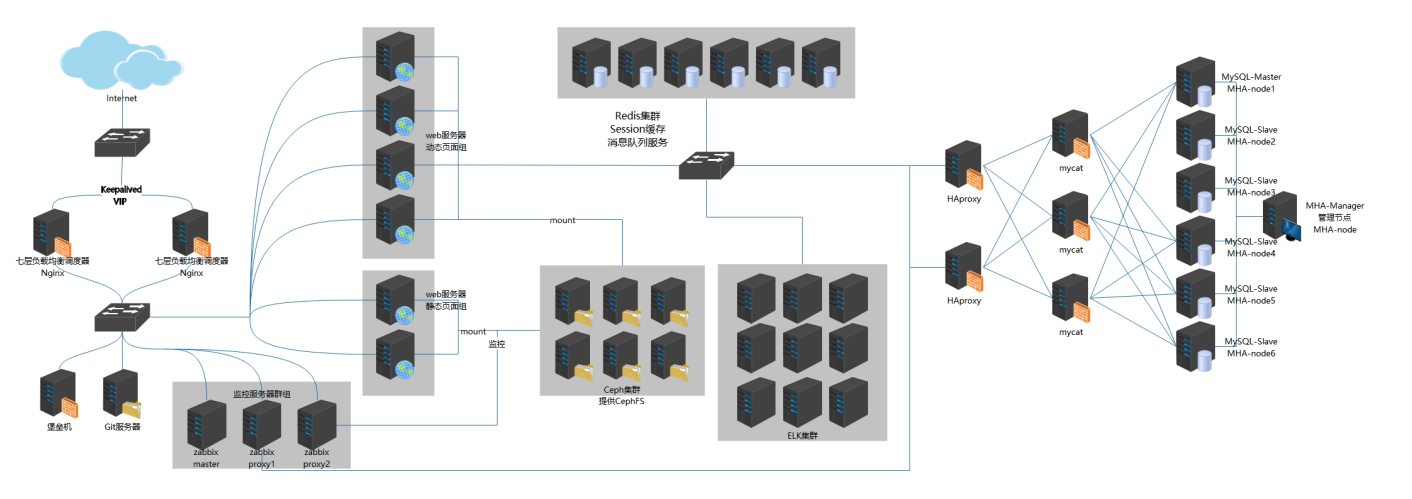 Internet
Keepalived
VIP
七层负载均衡调度器
Nginx
七层负载均衡调度器
Nginx
堡垒机
Git服务器
监控服务器群组
zabbix
master
zabbix
proxy1
zabbix
proxy2
web服务器
动态页面组
web服务器
静态页面组
mount
mount
监控
Redis集群
Session缓存
消息队列服务
Ceph集群
提供CephFS
ELK集群
HAproxy
HAproxy
mycat
mycat
mycat
MySQL-Master
MHA-node1
MySQL-Slave
MHA-node2
MySQL-Slave
MHA-node3
MySQL-Slave
MHA-node4
MySQL-Slave
MHA-node5
MySQL-Slave
MHA-node6
MHA-Manager
管理节点
MHA-node